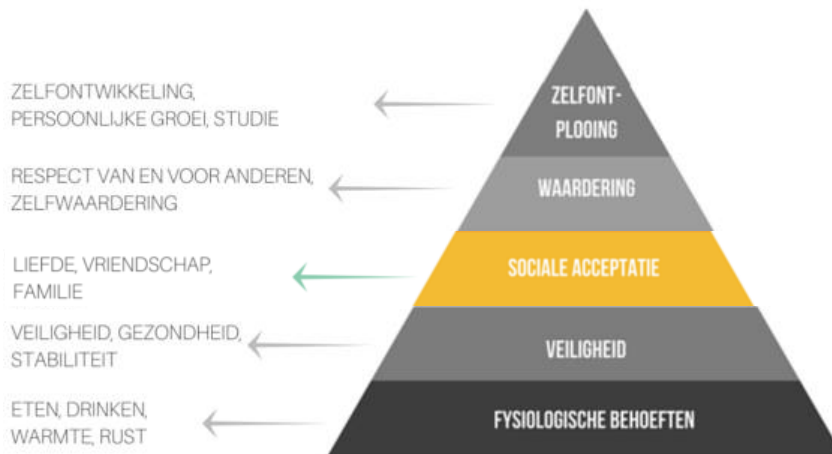 ZELFONTWIKKELING,
PERSOONLIJKE GROEI, STUDIE
ZELFONT-
PLOOING
RESPECT VAN EN VOOR ANDEREN,
ZELFWAARDERING
WAARDERING
LIEFDE, VRIENDSCHAP,
FAMILIE
SOCIALE ACCEPTATIE
VEILIGHEID, GEZONDHEID,
STABILITEIT
VEILIGHEID
ETEN, DRINKEN,
WARMTE, RUST
FYSIOLOGISCHE BEHOEFTEN